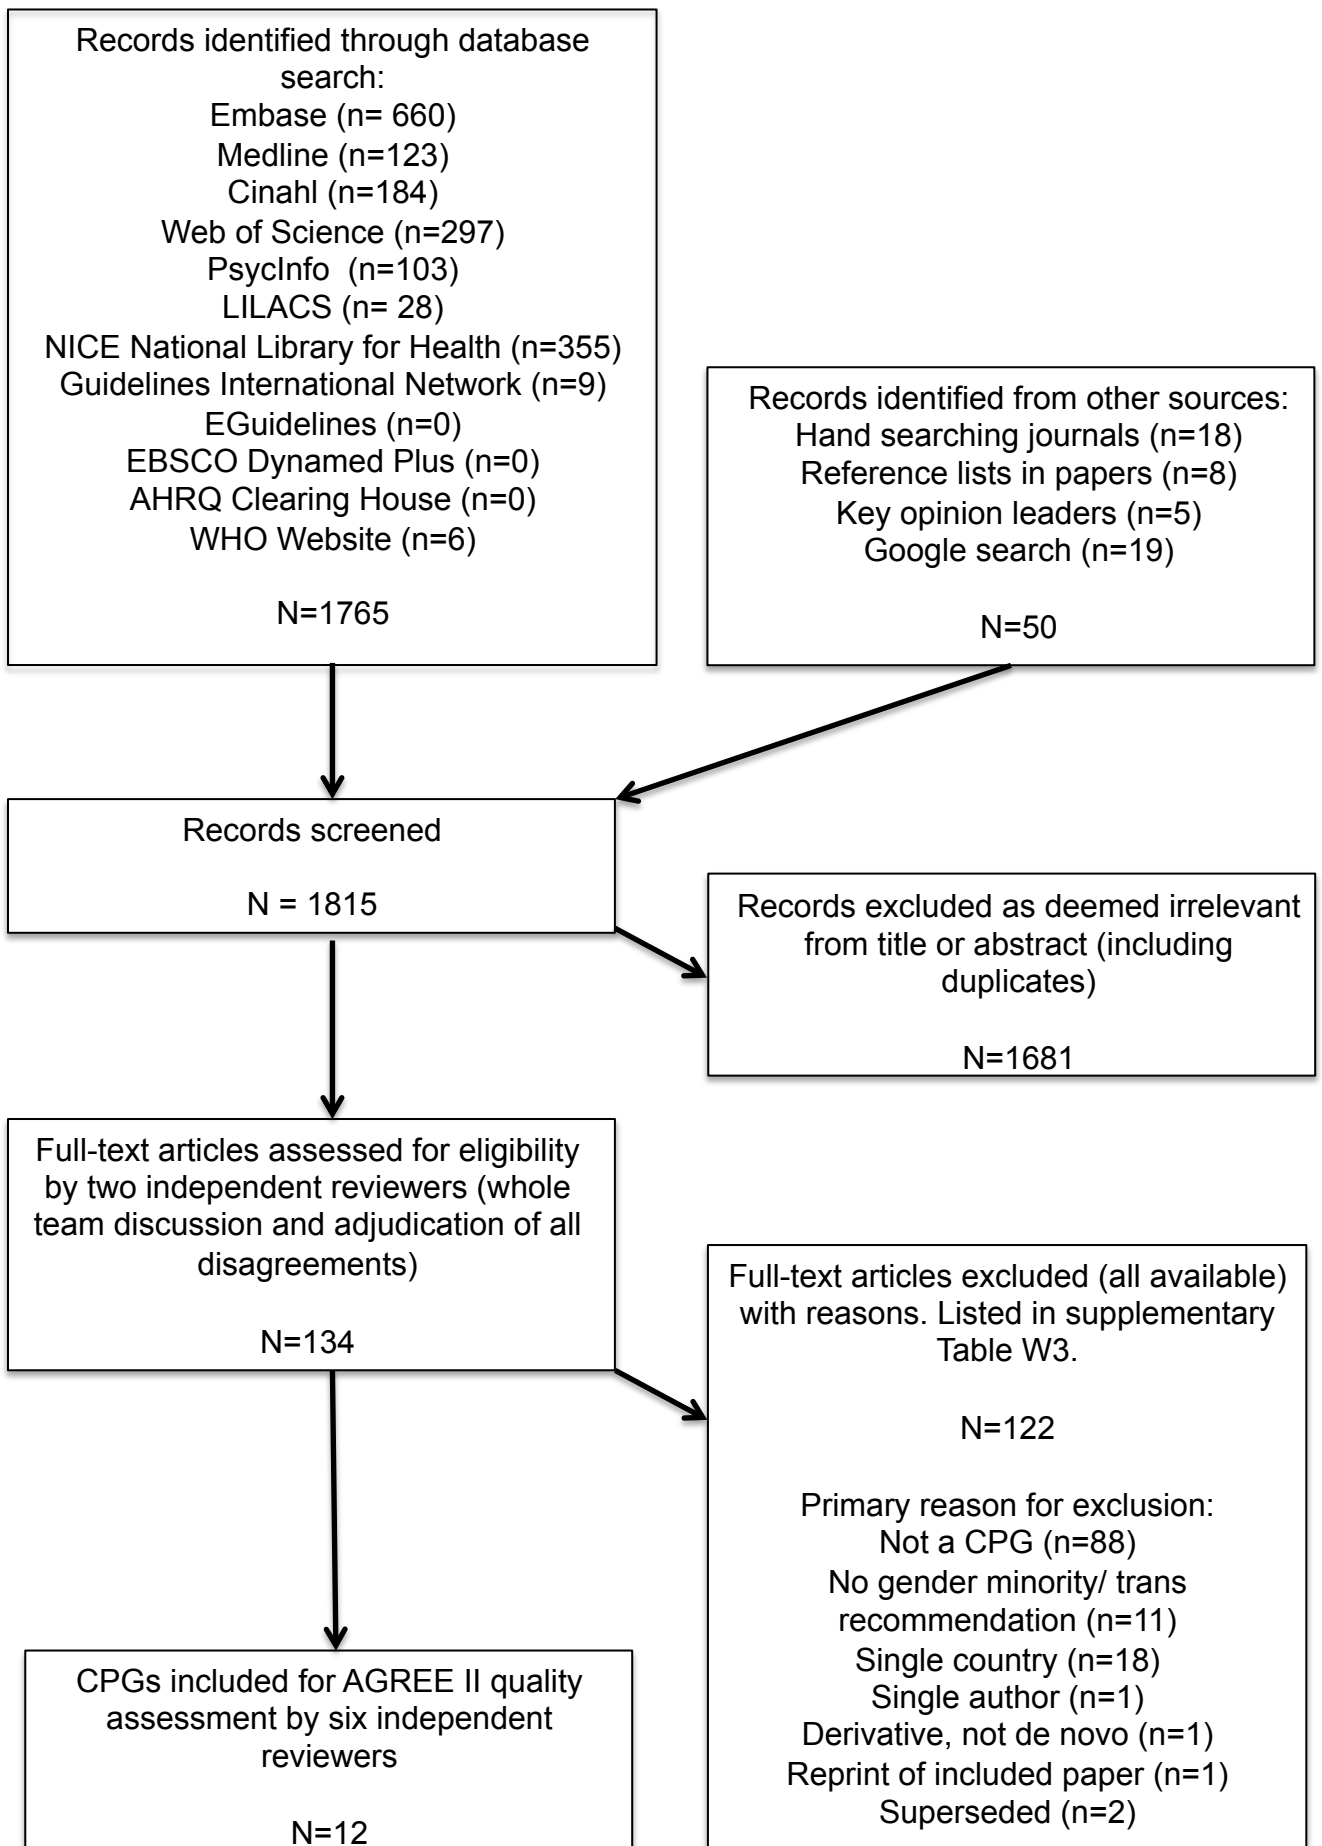 Records identified through database
search:
Embase (n= 660)
Medline (n=123)
Cinahl (n=184)
Web of Science (n=297)
PsycInfo  (n=103)
LILACS (n= 28)
NICE National Library for Health (n=355)
Guidelines International Network (n=9)
EGuidelines (n=0)
EBSCO Dynamed Plus (n=0)
AHRQ Clearing House (n=0)
WHO Website (n=6)
N=1765
Records identified from other sources:
Hand searching journals (n=18)
Reference lists in papers (n=8)
Key opinion leaders (n=5)
Google search (n=19)
N=50
Records screened
N = 1815
Records excluded as deemed irrelevant
from title or abstract (including
duplicates)
N=1681
Full-text articles assessed for eligibility
by two independent reviewers (whole
team discussion and adjudication of all
disagreements)
N=134
Full-text articles excluded (all available)
with reasons. Listed in supplementary
Table W3.
N=122
Primary reason for exclusion:
Not a CPG (n=88)
No gender minority/ trans
recommendation (n=11)
Single country (n=18)
Single author (n=1)
Derivative, not de novo (n=1)
Reprint of included paper (n=1)
Superseded (n=2)
CPGs included for AGREE II quality
assessment by six independent
reviewers
N=12